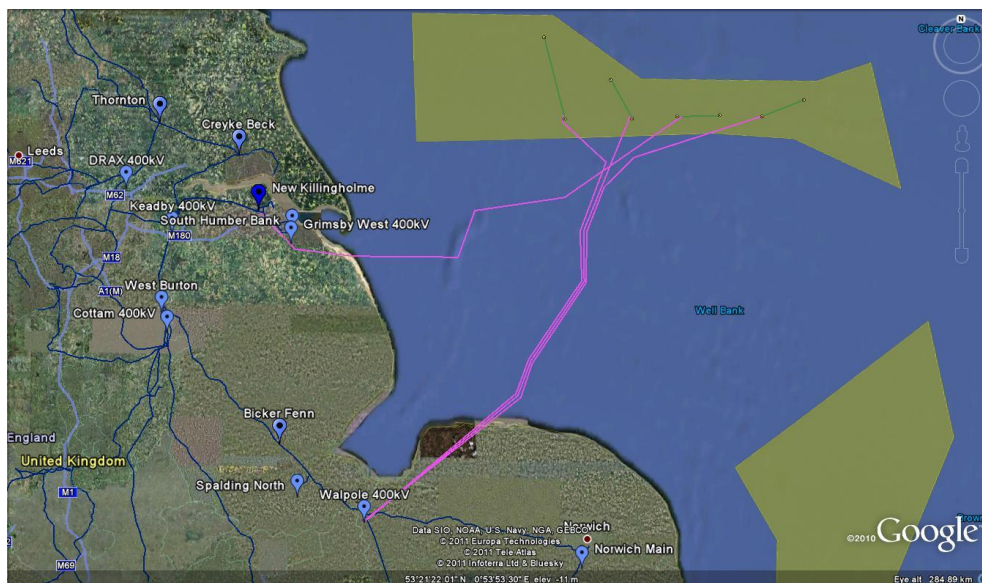 Cleaver Bank
N
Thornton
Creyke Beck
Leeds
M621
DRAX 400kV
M62
New Killingholme
Keadby 400kV
South Humber Bank
Grimsby West 400kV
M180
M18
A1(M)
West Burton
Cottam 400kV
Well Bank
Bicker Fenn
England
United Kingdom
Spalding North
M1
Walpole 400kV
Data SIO, NOAA, U.S. Navy, NGA, GEBCO
Norwich
© 2011 Europa Technologies
© 2011 Tele Atlas
© 2011 Infoterra Ltd & Bluesky
Norwich Main
©2010 Google
M69
53°21'22.01" N 0°53'53.30" E elev -11 m
Eye alt 284.89 km